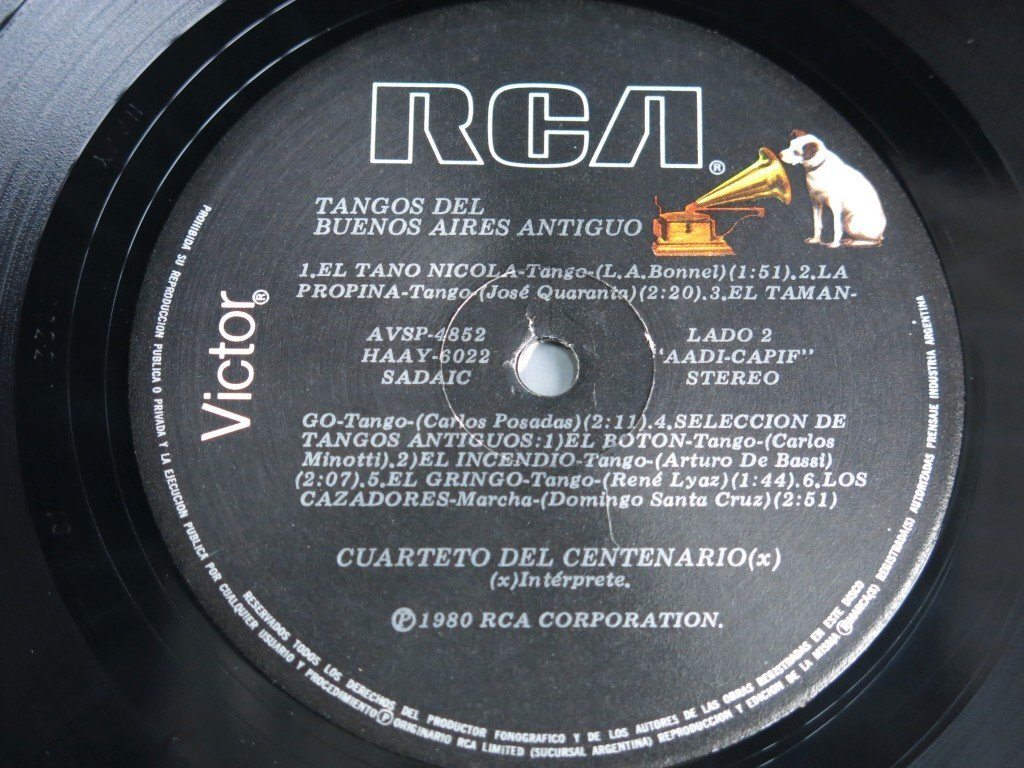 RCA®
TANGOS DEL
BUENOS AIRES ANTIGUO
1.EL TANO NICOLA-Tango-(L.A.Bonnel)(1:51).2.LA
PROPINA-Tango-(José Quaranta)(2:20).3.EL TAMAN-
AVSP-4852
HAAY-6022
SADAIC
LADO 2
"AADI-CAPIF"
STEREO
GO-Tango-(Carlos Posadas)(2:11).4.SELECCION DE
TANGOS ANTIGUOS:1)EL BOTON-Tango-(Carlos
Minotti).2)EL INCENDIO-Tango-(Arturo De Bassi)
(2:07).5.EL GRINGO-Tango-(René Lyaz)(1:44).6.LOS
CAZADORES-Marcha-(Domingo Santa Cruz)(2:51)
CUARTETO DEL CENTENARIO(x)
(x)Intérprete.
℗1980 RCA CORPORATION.
Victor®
PROHIBIDA SU REPRODUCCION PUBLICA O PRIVADA Y LA EJECUCION PUBLICA POR CUALQUIER USUARIO Y PROCEDIMIENTO ℗ ORIGINARIO RCA LIMITED (SUCURSAL ARGENTINA) REPRODUCCION Y EDICION DE LA MISMA MARCA(S) REGISTRADA(S) AUTORIZADAS PRENSAJE INDUSTRIA ARGENTINA
RESERVADOS TODOS LOS DERECHOS DEL PRODUCTOR FONOGRAFICO Y DE LOS AUTORES DE LAS OBRAS REGISTRADAS EN ESTE DISCO